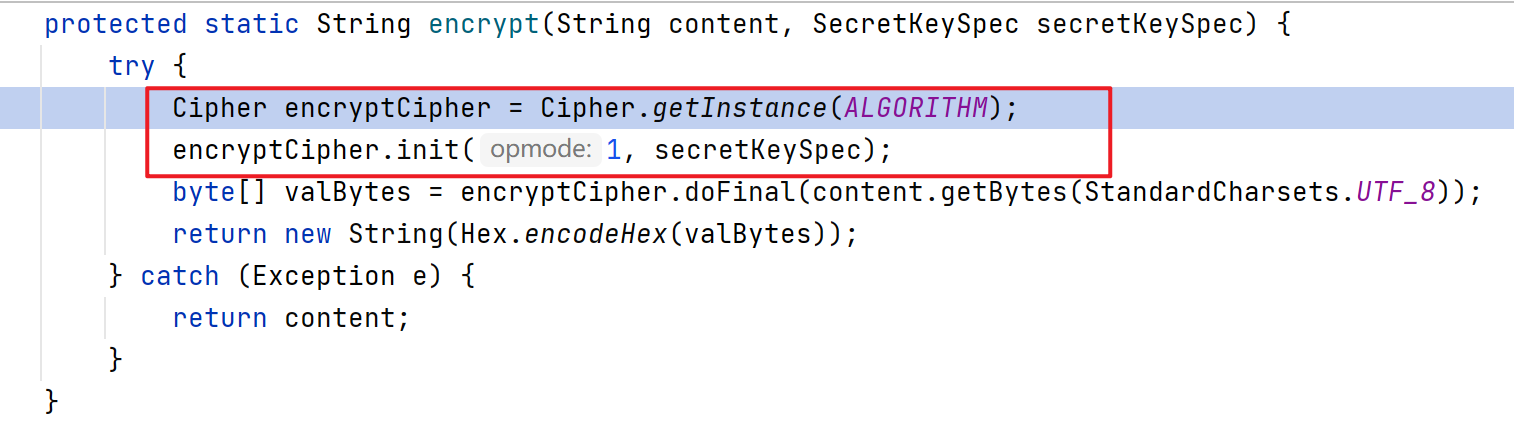 protected static String encrypt(String content, SecretKeySpec secretKeySpec) {
try {
Cipher encryptCipher = Cipher.getInstance(ALGORITHM);
encryptCipher.init( opmode: 1, secretKeySpec);
byte[] valBytes = encryptCipher.doFinal(content.getBytes(StandardCharsets.UTF_8));
return new String(Hex.encodeHex(valBytes));
} catch (Exception e) {
return content;
}
}